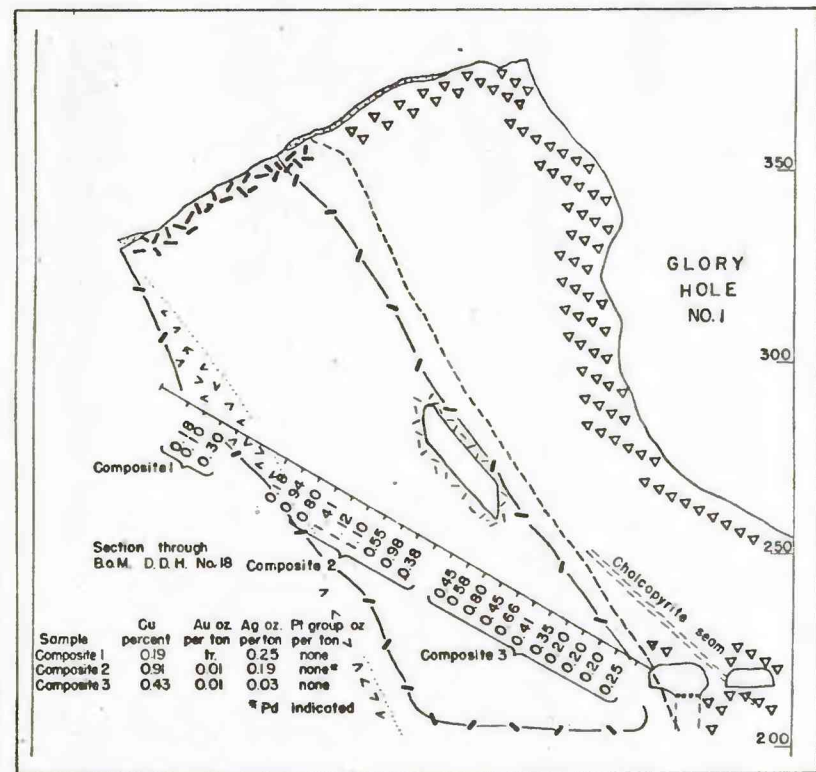 350
GLORY
HOLE
NO. 1
300
0.18
0.10
0.30
Composite 1
0.18
0.94
0.80
1.41
1.12
1.10
0.55
0.98
0.38
Composite 2
Section through
B.o.M. D.D.H. No. 18
250
Chalcopyrite seam
0.45
0.58
0.80
0.45
0.66
0.41
0.35
0.20
0.20
0.20
0.25
Composite 3
Cu Au oz. Ag oz. Pt group oz
Sample percent per ton per ton per ton
Composite 1 0.19 tr. 0.25 none
Composite 2 0.91 0.01 0.19 none*
Composite 3 0.43 0.01 0.03 none
* Pd indicated
200